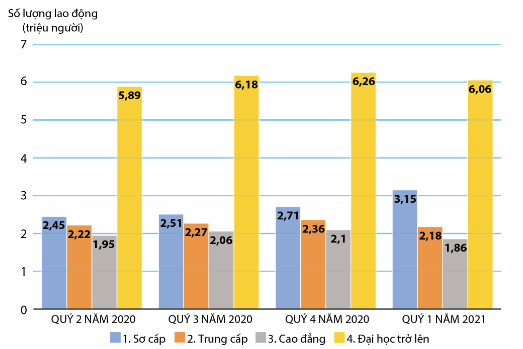 Số lượng lao động
(triệu người)
7
6
5
4
3
2
1
0
2,45
2,22
1,95
5,89
2,51
2,27
2,06
6,18
2,71
2,36
2,1
6,26
3,15
2,18
1,86
6,06
QUÝ 2 NĂM 2020
QUÝ 3 NĂM 2020
QUÝ 4 NĂM 2020
QUÝ 1 NĂM 2021
1. Sơ cấp
2. Trung cấp
3. Cao đẳng
4. Đại học trở lên